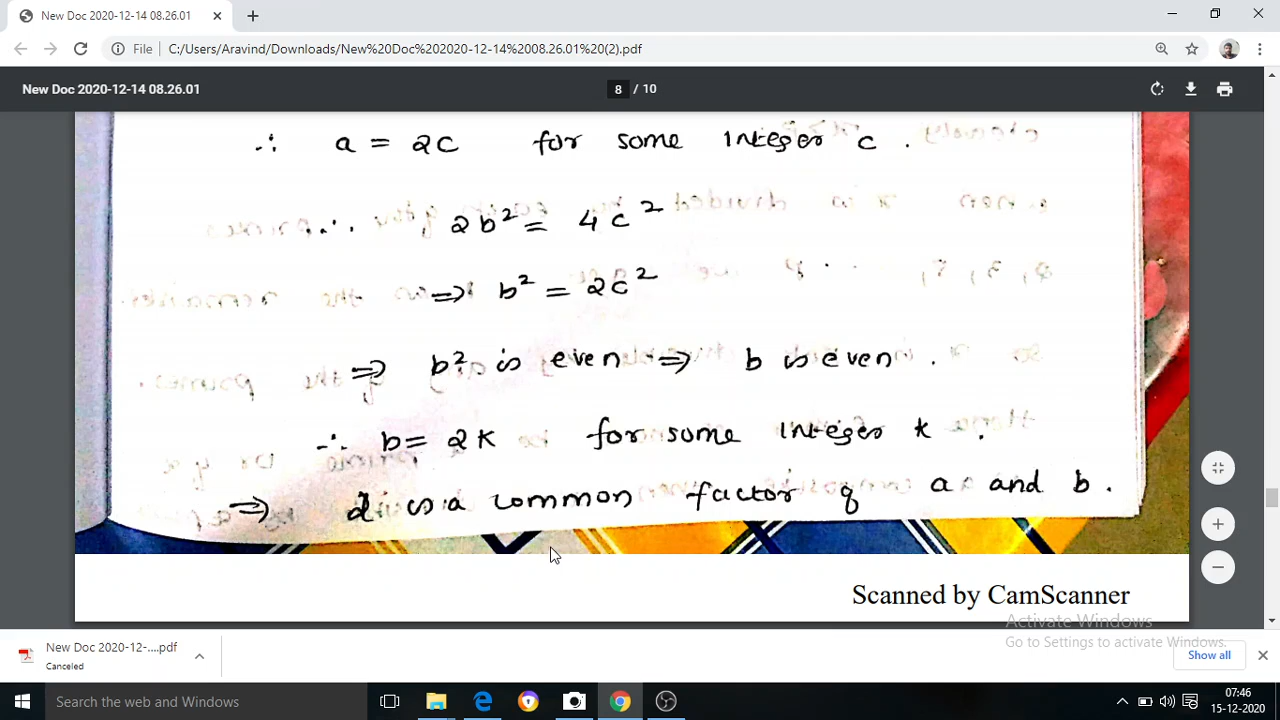 New Doc 2020-12-14 08.26.01
File C:/Users/Aravind/Downloads/New%20Doc%202020-12-14%2008.26.01%20(2).pdf
New Doc 2020-12-14 08.26.01 8 / 10
∴ a = 2c for some integer c .
∴ 2b² = 4c²
⇒ b² = 2c²
⇒ b² is even ⇒ b is even .
∴ b = 2k for some integer k .
⇒ 2 is a common factor of a and b .
Scanned by CamScanner
Activate Windows
Go to Settings to activate Windows.
New Doc 2020-12-....pdf
Canceled
Show all
Search the web and Windows
07:46
15-12-2020